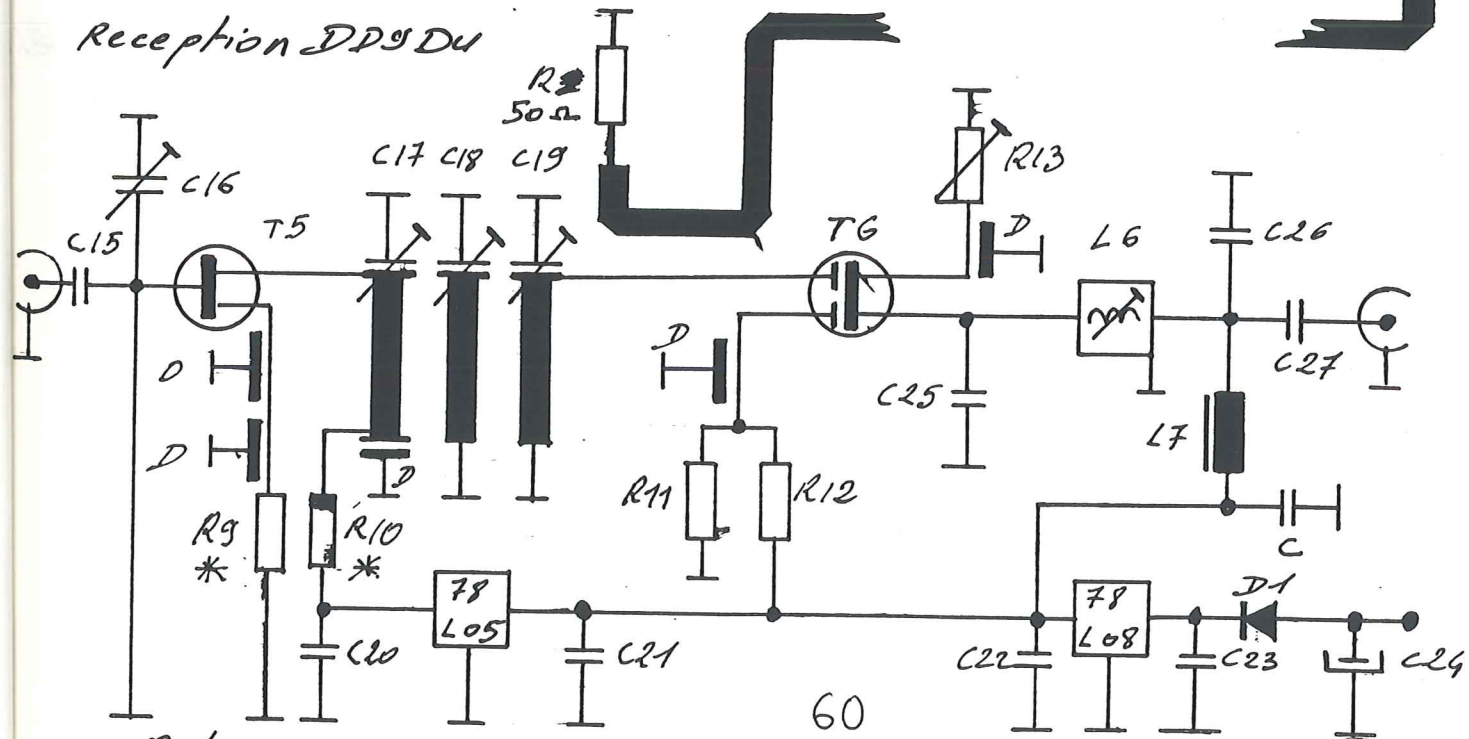 Reception DD9DU
50Ω
C17 C18 C19
R13
C16
C15
T5
T6
D
L6
C26
D
D
D
C25
C27
L7
D
R9
*
R10
*
R11
R12
C
78
L05
C20
C21
C22
78
L08
C23
D1
C24
60